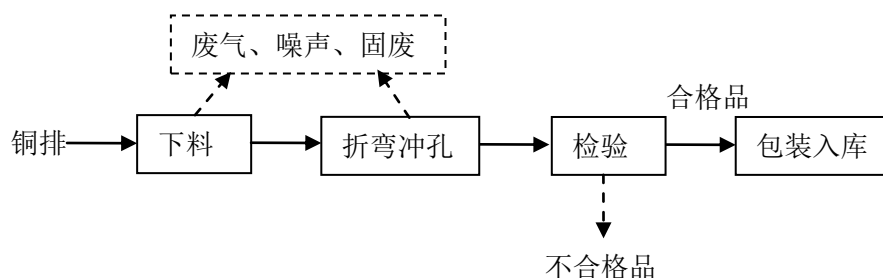 废气、噪声、固废
合格品
铜排
下料
折弯冲孔
检验
包装入库
不合格品